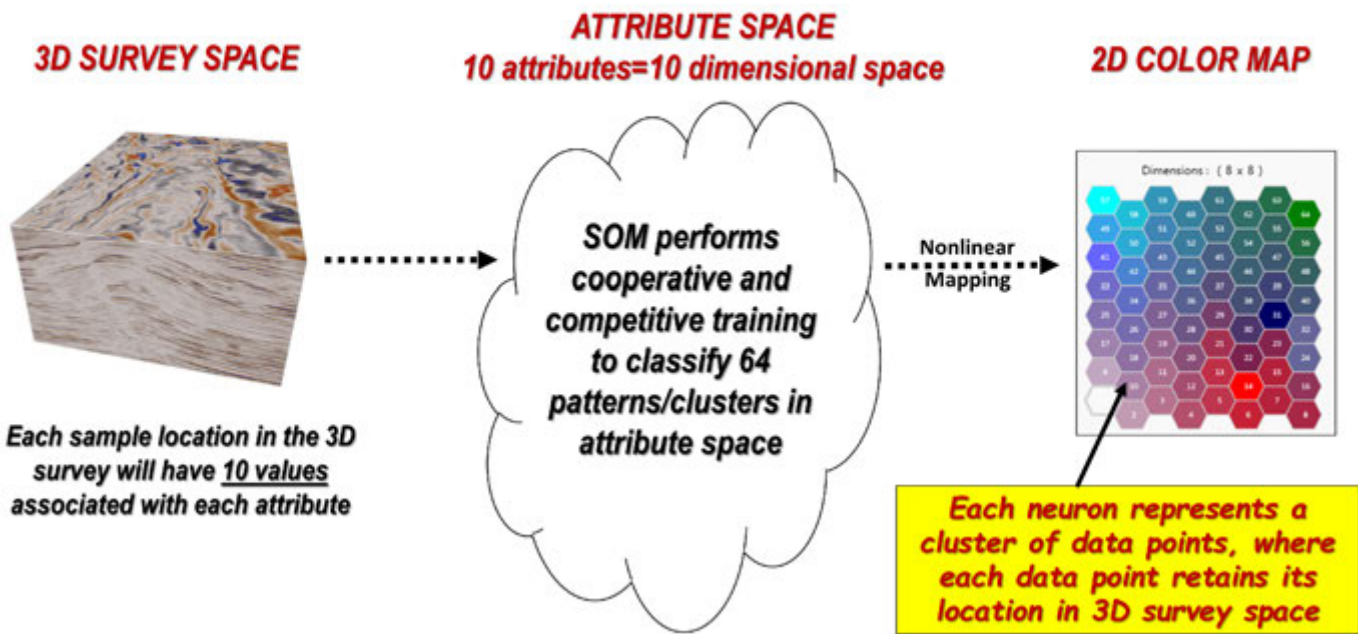 3D SURVEY SPACE
ATTRIBUTE SPACE
10 attributes=10 dimensional space
2D COLOR MAP
Each sample location in the 3D
survey will have 10 values
associated with each attribute
SOM performs
cooperative and
competitive training
to classify 64
patterns/clusters in
attribute space
Nonlinear
Mapping
Dimensions : ( 8 x 8 )
57 59 61 63
58 60 62 64
49 51 53 55
50 52 54 56
41 43 45 47
42 44 46 48
33 35 37 39
34 36 38 40
25 27 29 31
26 28 30 32
17 19 21 23
18 20 22 24
9 11 13 15
10 12 14 16
3 5 7
2 4 6 8
Each neuron represents a
cluster of data points, where
each data point retains its
location in 3D survey space